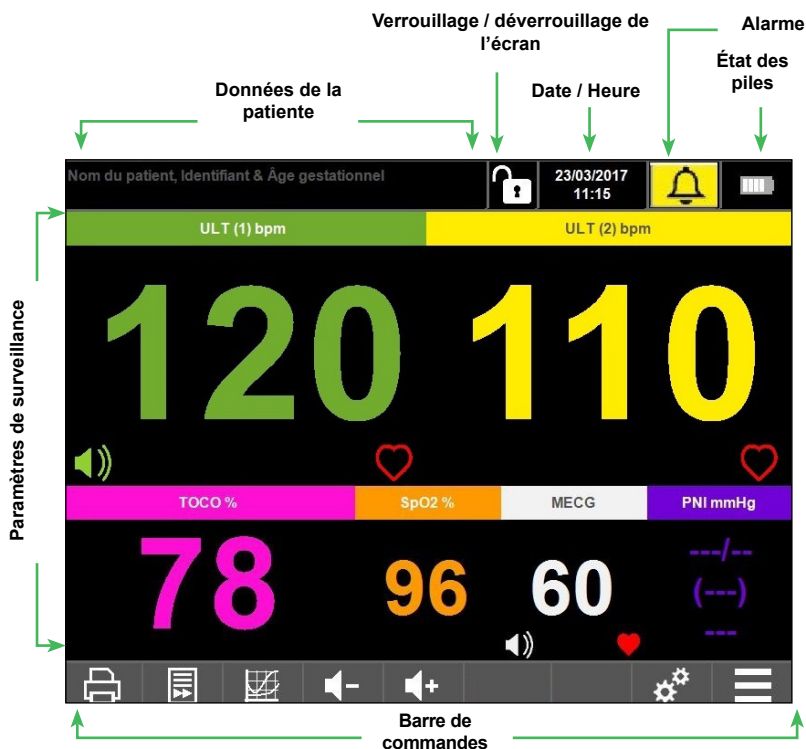 Verrouillage / déverrouillage de
l’écran
Alarme
État des
piles
Données de la
patiente
Date / Heure
Nom du patient, Identifiant & Âge gestationnel
23/03/2017
11:15
ULT (1) bpm
ULT (2) bpm
120
110
Paramètres de surveillance
TOCO %
SpO2 %
MECG
PNI mmHg
78
96
60
---/--
(---)
---
Barre de
commandes